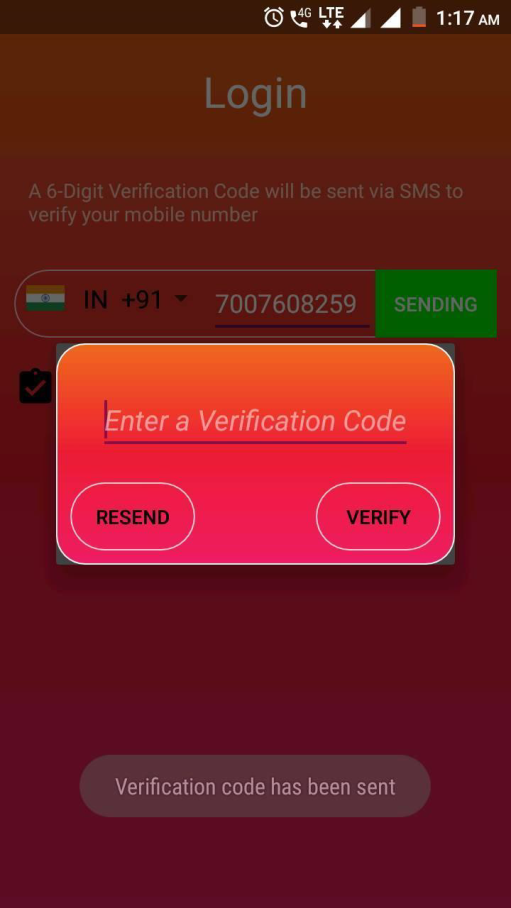 4G LTE 1:17 AM
Login
A 6-Digit Verification Code will be sent via SMS to
verify your mobile number
IN +91 7007608259 SENDING
Enter a Verification Code
RESEND VERIFY
Verification code has been sent